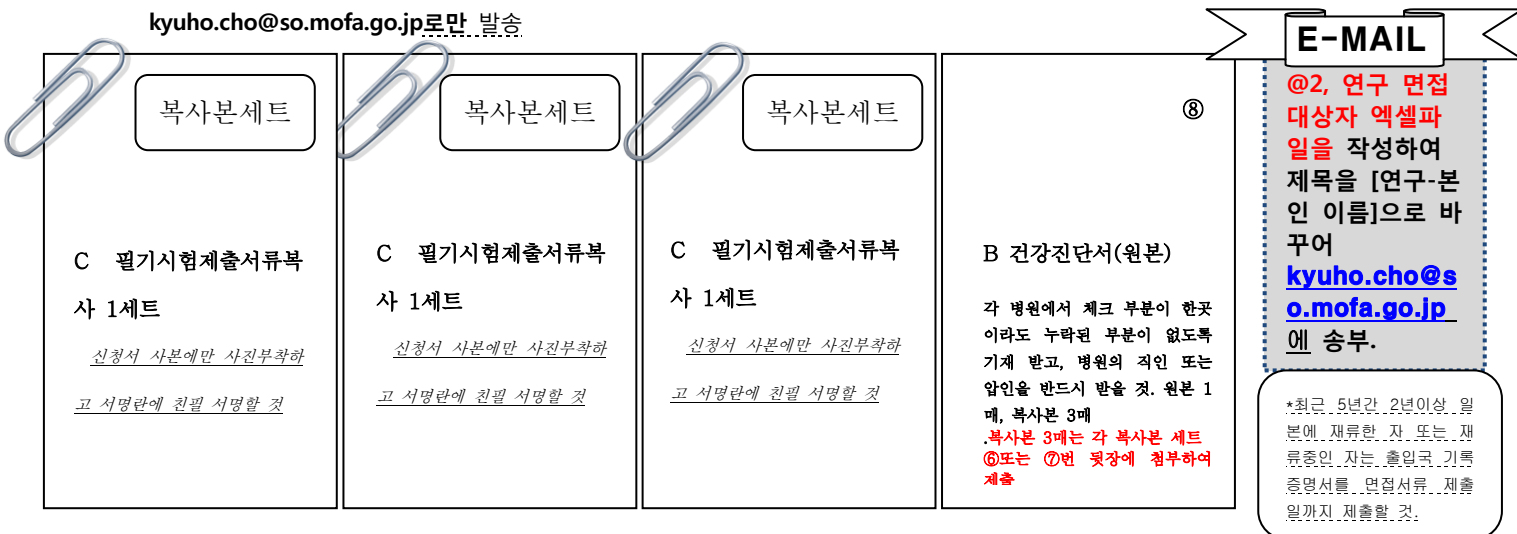 kyuho.cho@so.mofa.go.jp로만 발송
복사본세트
C 필기시험제출서류복
사 1세트
신청서 사본에만 사진부착하
고 서명란에 친필 서명할 것
복사본세트
C 필기시험제출서류복
사 1세트
신청서 사본에만 사진부착하
고 서명란에 친필 서명할 것
복사본세트
C 필기시험제출서류복
사 1세트
신청서 사본에만 사진부착하
고 서명란에 친필 서명할 것
⑧
B 건강진단서(원본)
각 병원에서 체크 부분이 한곳
이라도 누락된 부분이 없도록
기재 받고, 병원의 직인 또는
압인을 반드시 받을 것. 원본 1
매, 복사본 3매
.복사본 3매는 각 복사본 세트
⑥또는 ⑦번 뒷장에 첨부하여
제출
E-MAIL
@2, 연구 면접
대상자 엑셀파
일을 작성하여
제목을 [연구-본
인 이름]으로 바
꾸어
kyuho.cho@s
o.mofa.go.jp
에 송부.
*최근 5년간 2년이상 일
본에 재류한 자 또는 재
류중인 자는 출입국 기록
증명서를 면접서류 제출
일까지 제출할 것.